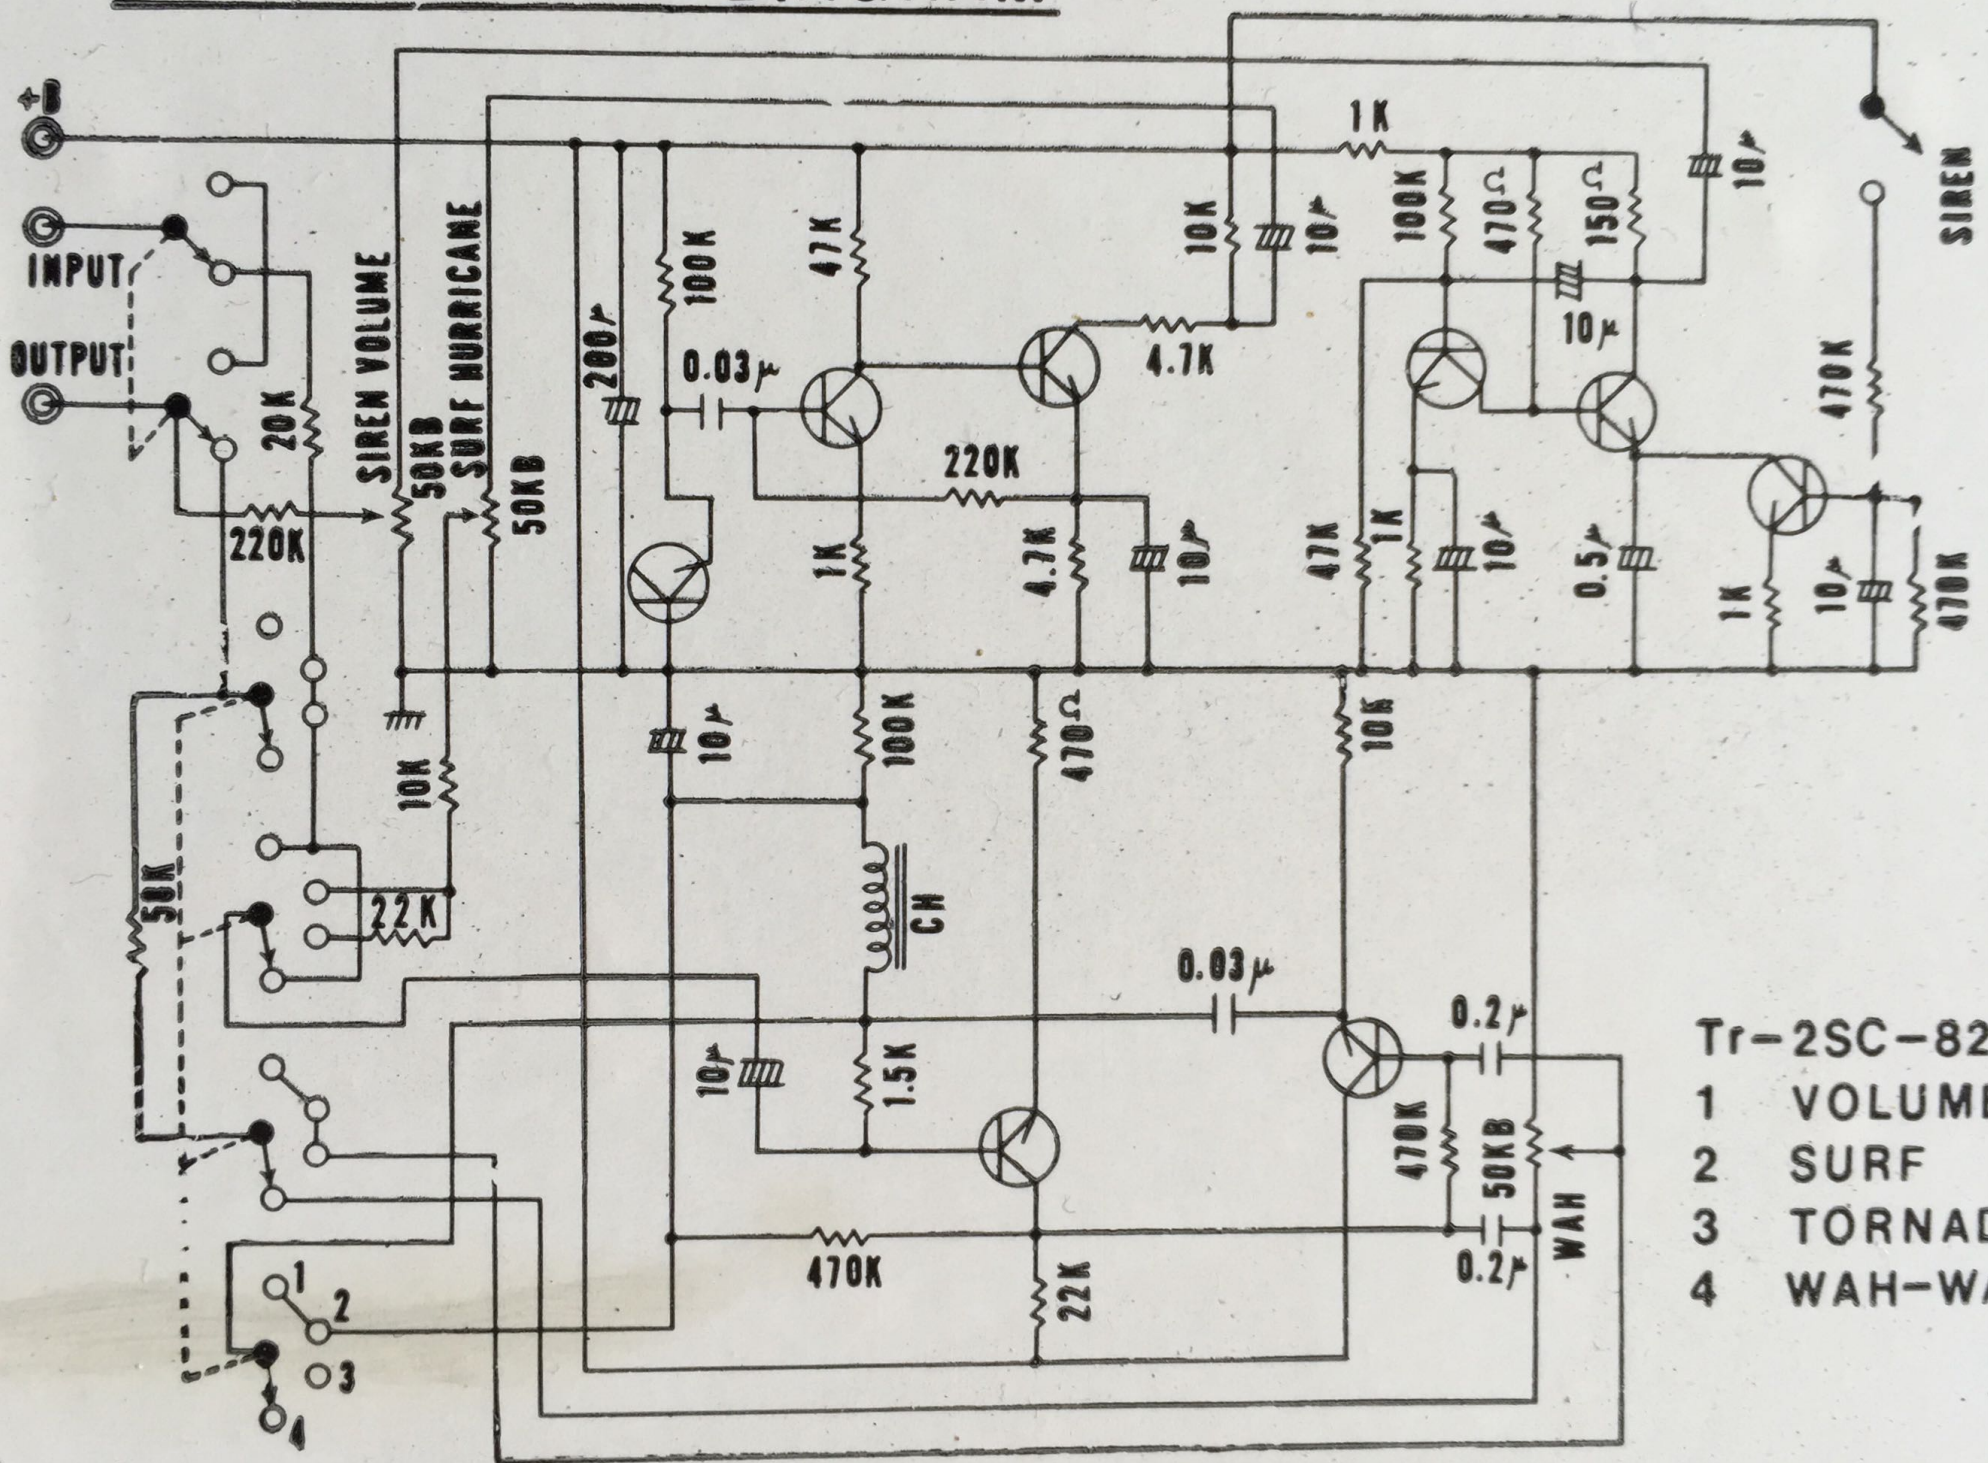 +B
INPUT
OUTPUT
20K
220K
SIREN VOLUME
50KB
SURF HURRICANE
50KB
200μ
100K
0.03μ
47K
1K
220K
4.7K
4.7K
10μ
10K
10μ
1K
100K
470Ω
150Ω
10μ
10μ
SIREN
470K
47K
1K
10μ
0.5μ
1K
10μ
470K
10K
22K
50K
10μ
100K
CH
470Ω
10K
0.03μ
10μ
1.5K
470K
22K
0.2μ
470K
50KB
WAH
0.2μ
1
2
3
4
Tr-2SC-82
1 VOLUM
2 SURF
3 TORNAD
4 WAH-WA